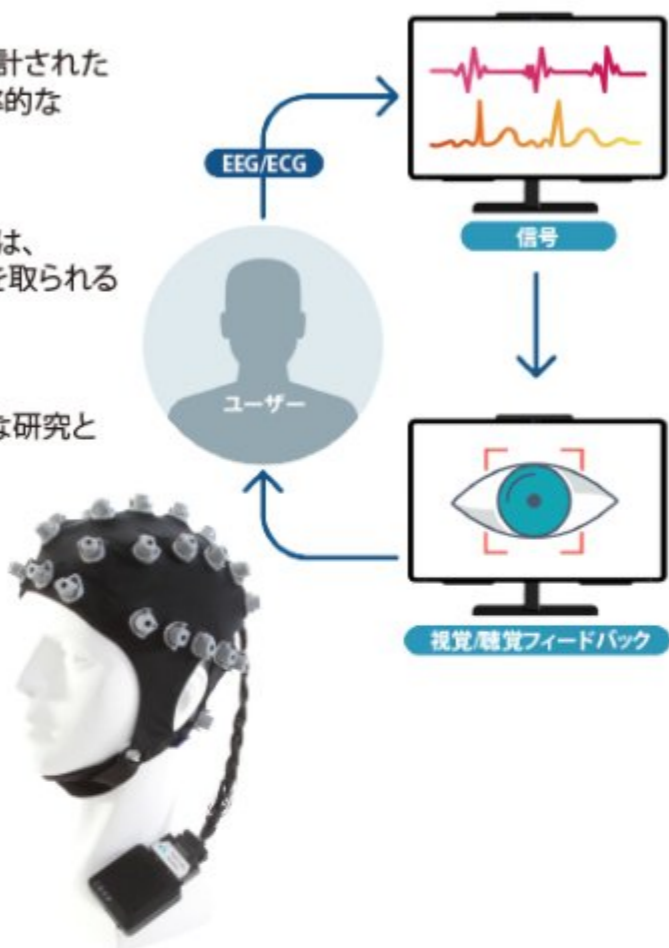 計された
的な
は、
を取られる
な研究と
EEG/ECG
信号
ユーザー
視覚/聴覚フィードバック